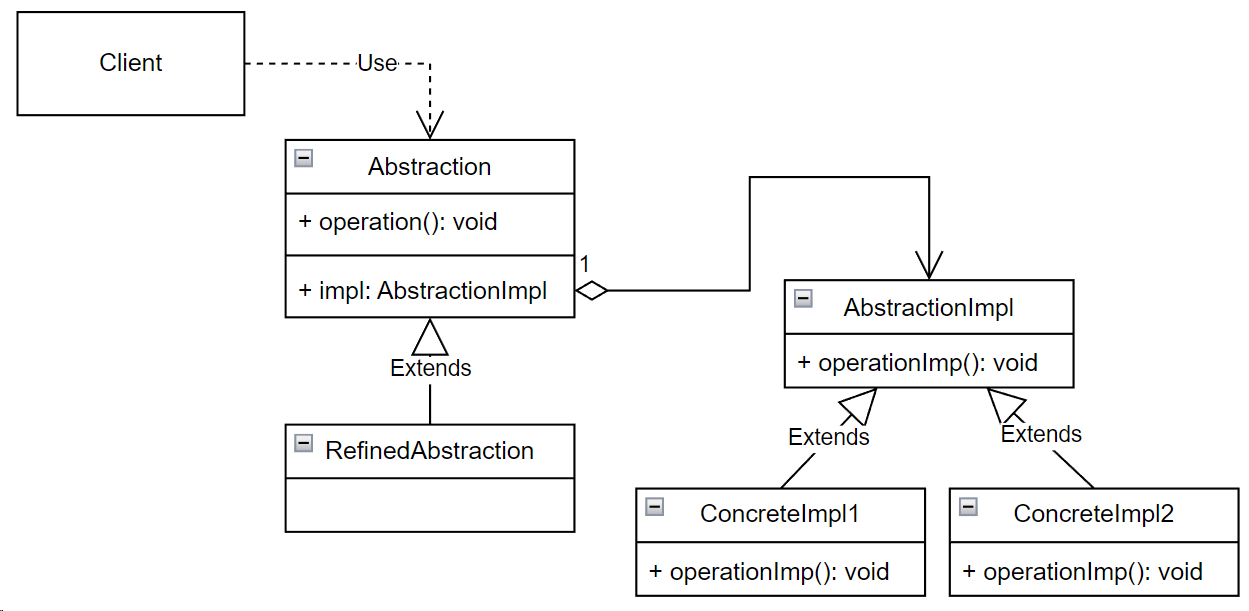 Client
Use
Abstraction
+ operation(): void
+ impl: AbstractionImpl
1
AbstractionImpl
+ operationImp(): void
Extends
RefinedAbstraction
Extends
Extends
ConcreteImpl1
+ operationImp(): void
ConcreteImpl2
+ operationImp(): void